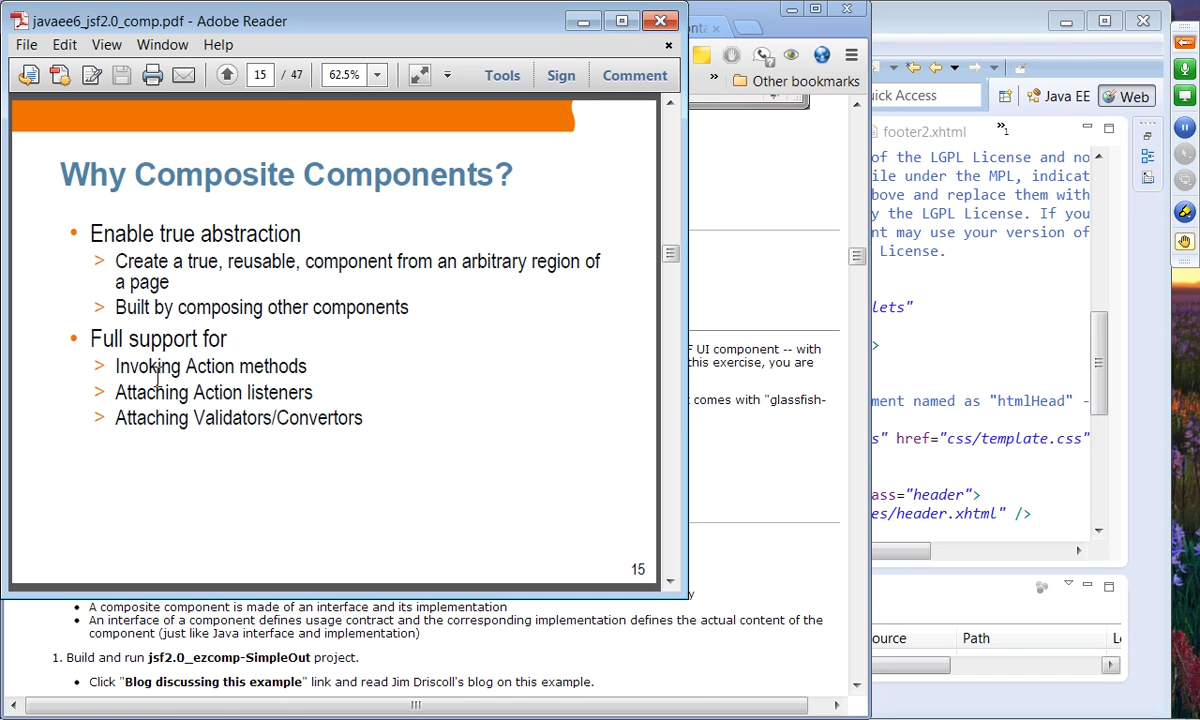 javaee6_jsf2.0_comp.pdf - Adobe Reader
File Edit View Window Help
15 / 47 62.5% Tools Sign Comment
Why Composite Components?
• Enable true abstraction
> Create a true, reusable, component from an arbitrary region of
a page
> Built by composing other components
• Full support for
> Invoking Action methods
> Attaching Action listeners
> Attaching Validators/Convertors
15
» Other bookmarks
F UI component -- with
this exercise, you are
comes with "glassfish-
y
• A composite component is made of an interface and its implementation
• An interface of a component defines usage contract and the corresponding implementation defines the actual content of the
component (just like Java interface and implementation)
1. Build and run jsf2.0_ezcomp-SimpleOut project.
• Click "Blog discussing this example" link and read Jim Driscoll's blog on this example.
uick Access Java EE Web
footer2.xhtml »1
of the LGPL License and no
ile under the MPL, indicat
bove and replace them with
y the LGPL License. If you
nt may use your version of
License.
lets"
>
ment named as "htmlHead" -
s" href="css/template.css"
ass="header">
es/header.xhtml" />
ource Path L